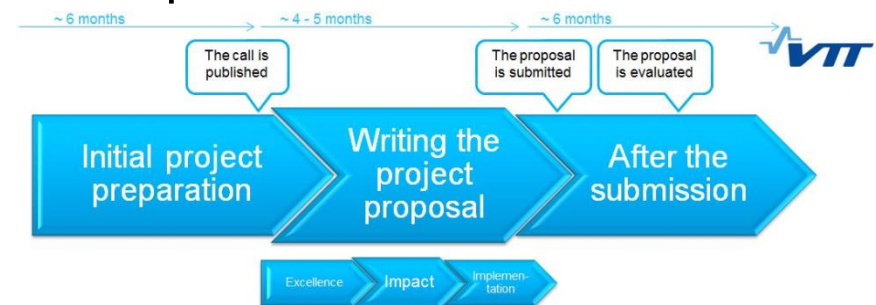 ~ 6 months
~ 4 - 5 months
~ 6 months
The call is
published
The proposal
is submitted
The proposal
is evaluated
VTT
Initial project
preparation
Writing the
project
proposal
After the
submission
Excellence
Impact
Implemen-
tation